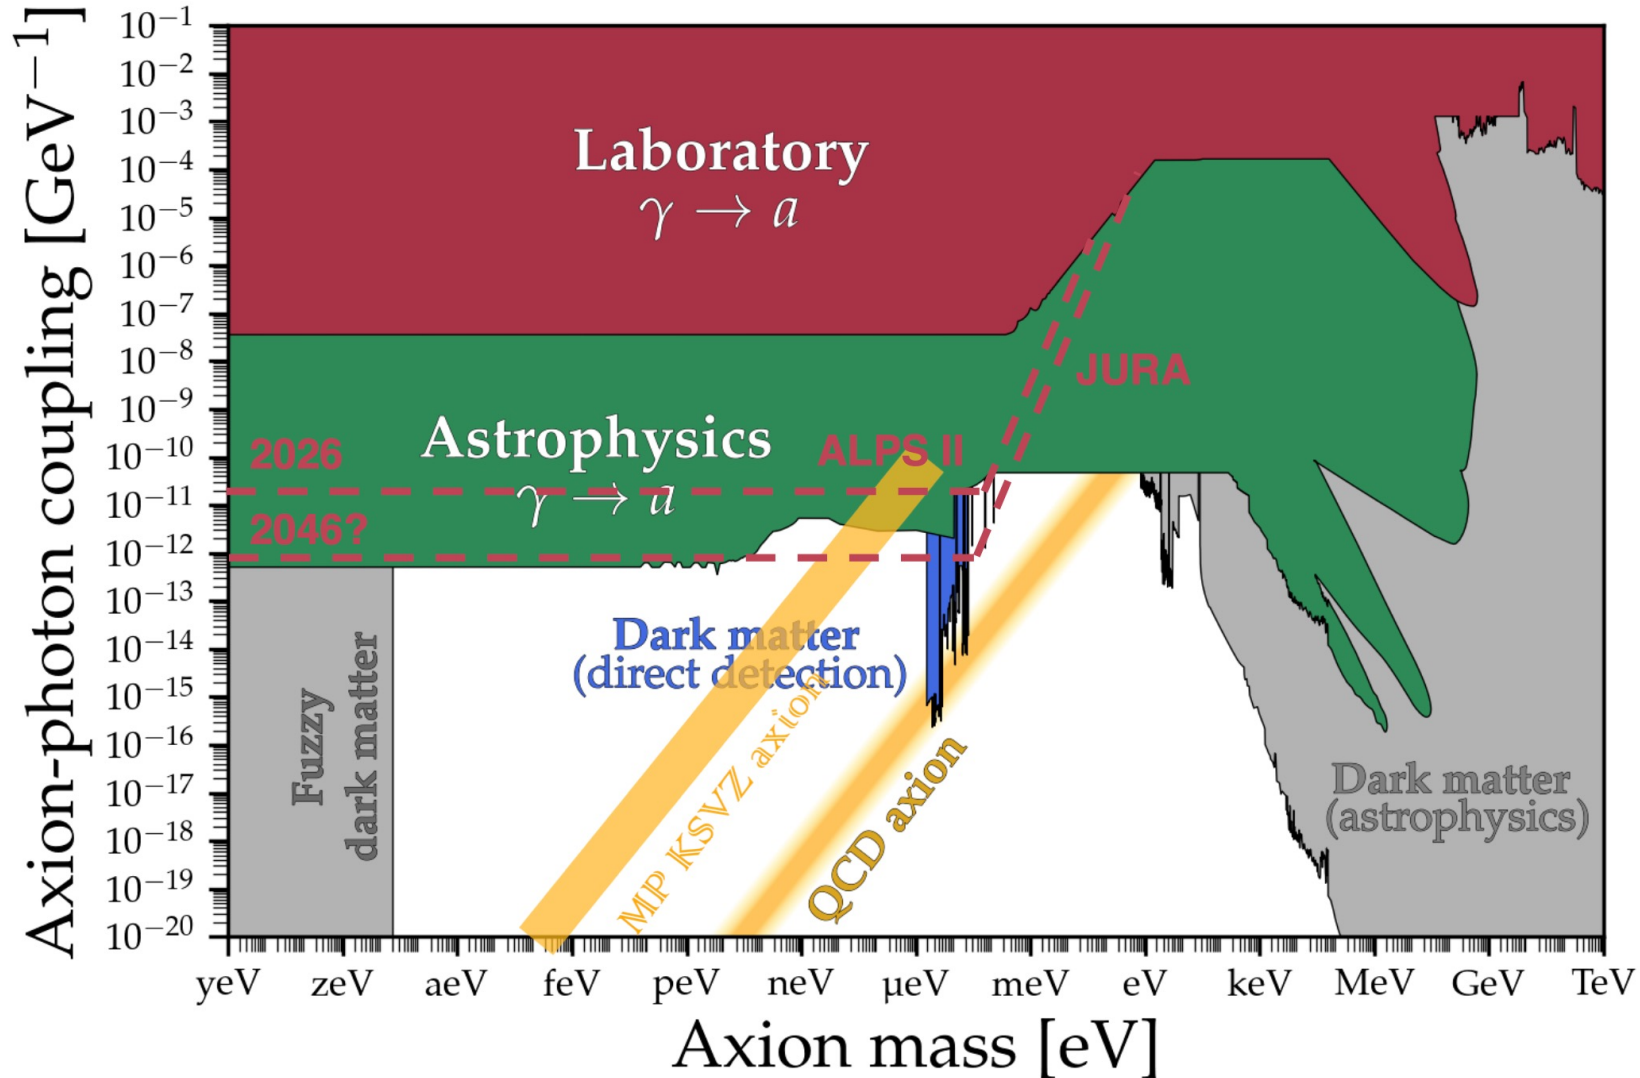 Axion-photon coupling [GeV⁻¹]
10⁻¹
10⁻²
10⁻³
10⁻⁴
10⁻⁵
10⁻⁶
10⁻⁷
10⁻⁸
10⁻⁹
10⁻¹⁰
10⁻¹¹
10⁻¹²
10⁻¹³
10⁻¹⁴
10⁻¹⁵
10⁻¹⁶
10⁻¹⁷
10⁻¹⁸
10⁻¹⁹
10⁻²⁰
Laboratory
γ → a
JURA
Astrophysics
γ → a
2026
ALPS II
2046?
Dark matter
(direct detection)
Fuzzy
dark matter
MP KSVZ axion
QCD axion
Dark matter
(astrophysics)
yeV zeV aeV feV peV neV μeV meV eV keV MeV GeV TeV
Axion mass [eV]